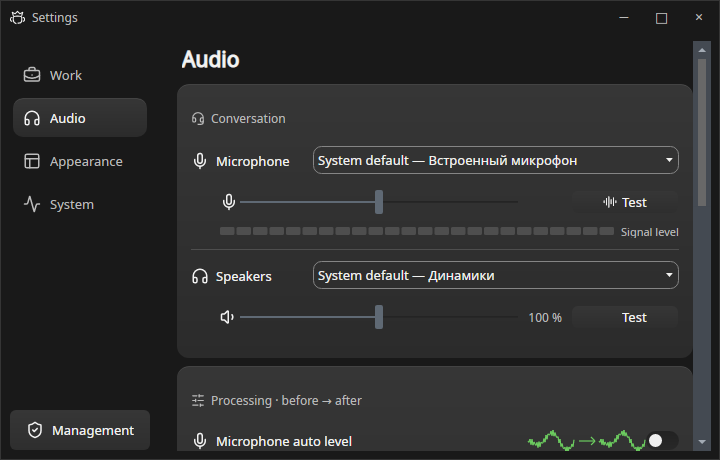 Settings
Work
Audio
Appearance
System
Management
Audio
Conversation
Microphone
System default — Встроенный микрофон
Test
Signal level
Speakers
System default — Динамики
100 %
Test
Processing · before → after
Microphone auto level